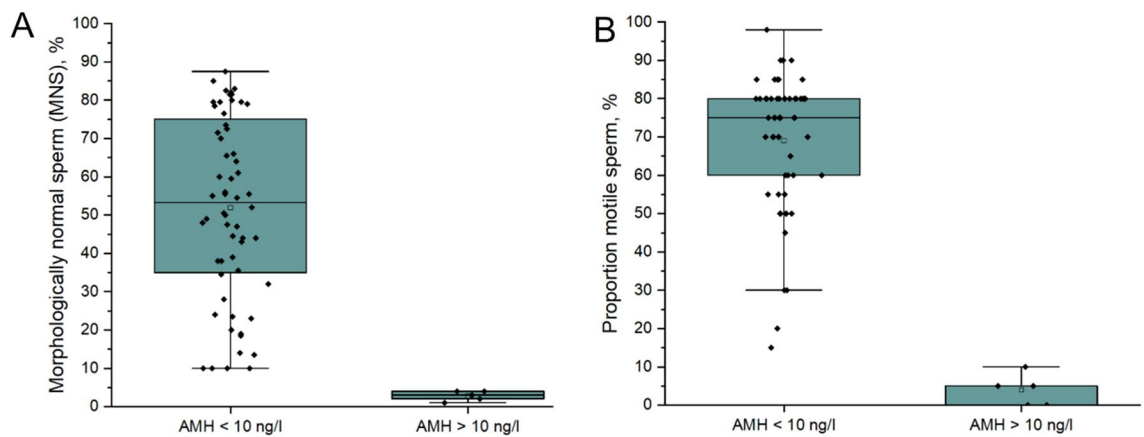 A
Morphologically normal sperm (MNS), %
100
90
80
70
60
50
40
30
20
10
0
AMH < 10 ng/l
AMH > 10 ng/l
B
Proportion motile sperm, %
100
90
80
70
60
50
40
30
20
10
0
AMH < 10 ng/l
AMH > 10 ng/l